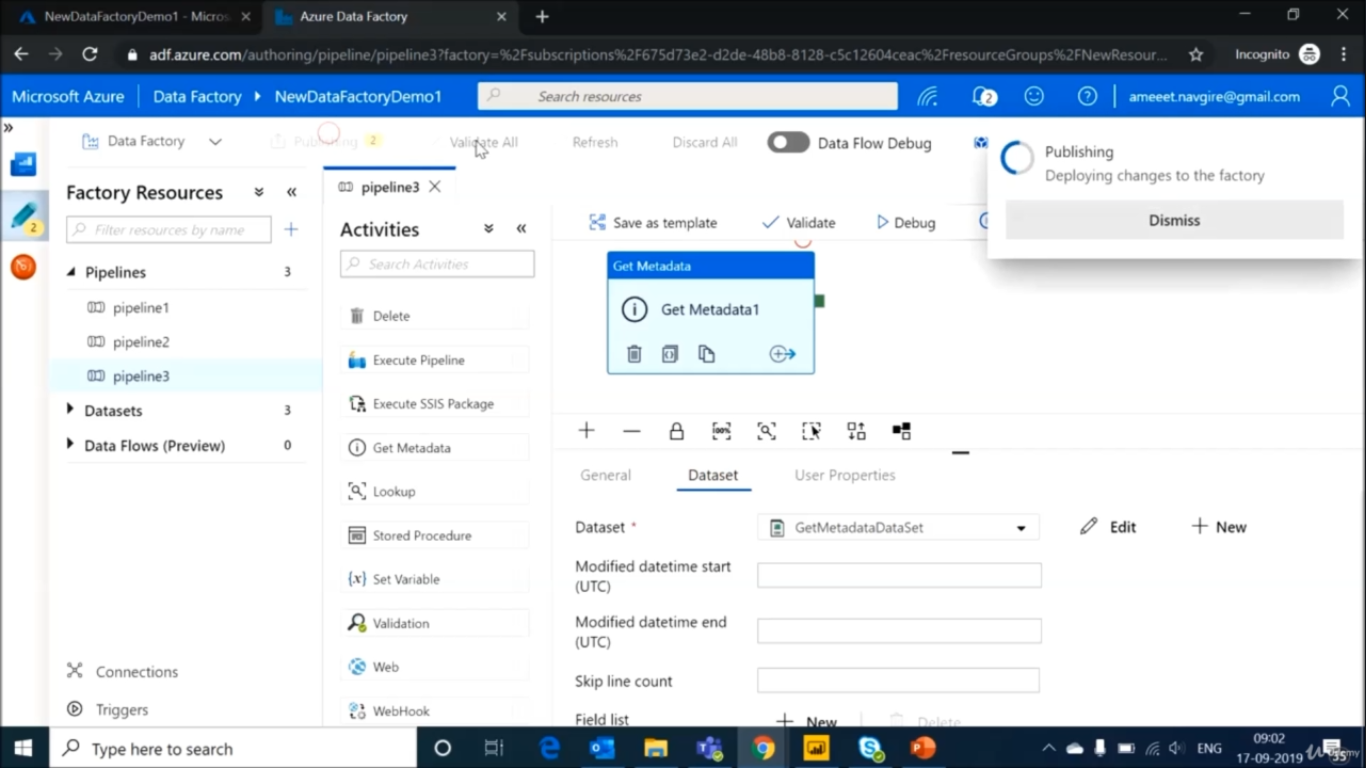 NewDataFactoryDemo1 - Micros
Azure Data Factory
adf.azure.com/authoring/pipeline/pipeline3?factory=%2Fsubscriptions%2F675d73e2-d2de-48b8-8128-c5c12604ceac%2FresourceGroups%2FNewResour...
Incognito
Microsoft Azure
Data Factory
NewDataFactoryDemo1
Search resources
2
ameeet.navgire@gmail.com
Data Factory
Publishing
2
Validate All
Refresh
Discard All
Data Flow Debug
Publishing
Deploying changes to the factory
Dismiss
2
Factory Resources
Filter resources by name
Pipelines 3
pipeline1
pipeline2
pipeline3
Datasets 3
Data Flows (Preview) 0
Connections
Triggers
pipeline3
Activities
Search Activities
Delete
Execute Pipeline
Execute SSIS Package
Get Metadata
Lookup
Stored Procedure
Set Variable
Validation
Web
WebHook
Save as template
Validate
Debug
Get Metadata
Get Metadata1
100%
General
Dataset
User Properties
Dataset *
GetMetadataDataSet
Edit
New
Modified datetime start
(UTC)
Modified datetime end
(UTC)
Skip line count
Field list
New
Delete
Type here to search
ENG
09:02
17-09-2019
35